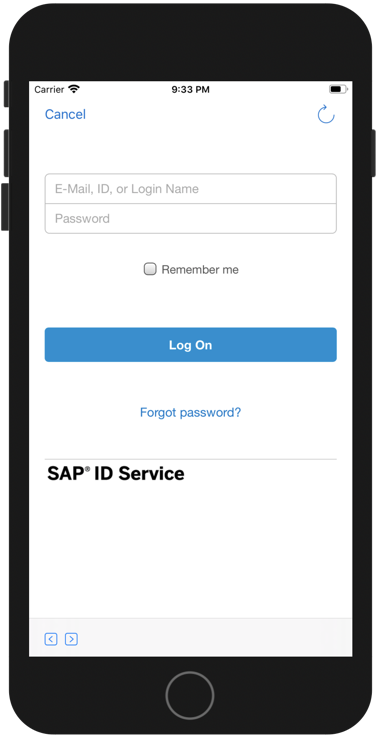 Carrier 9:33 PM
Cancel
E-Mail, ID, or Login Name
Password
Remember me
Log On
Forgot password?
SAP® ID Service